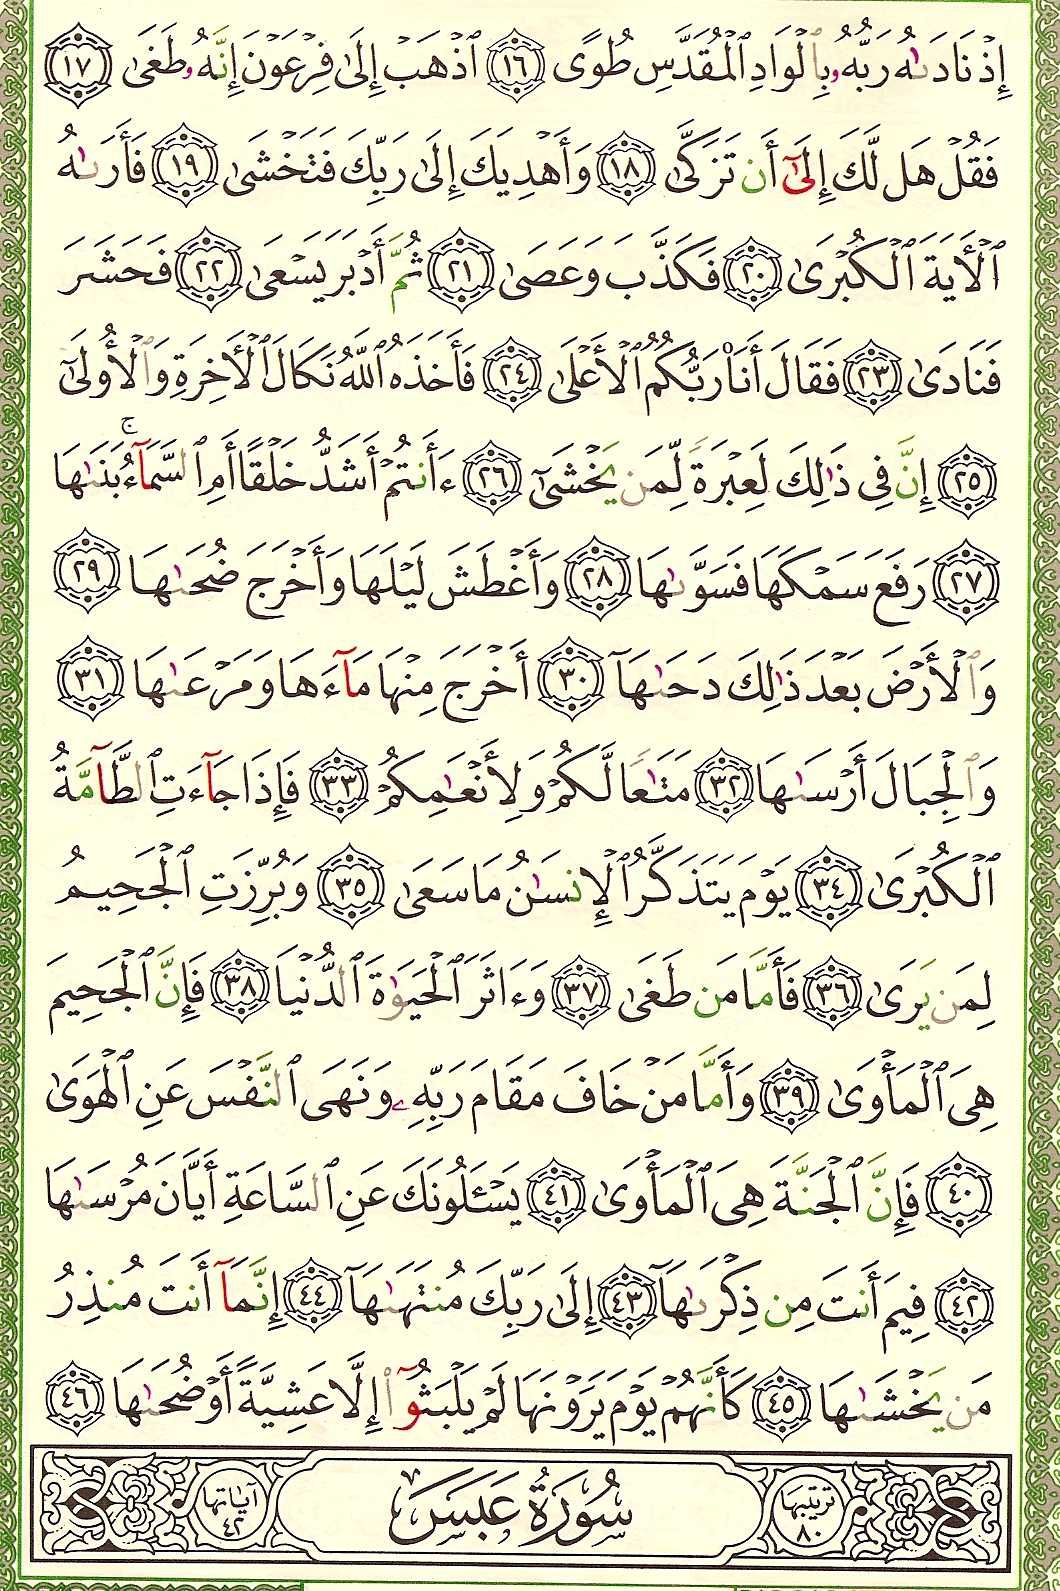 إِذْ نَادَىٰهُ رَبُّهُۥ بِٱلْوَادِ ٱلْمُقَدَّسِ طُوًى ١٦ ٱذْهَبْ إِلَىٰ فِرْعَوْنَ إِنَّهُۥ طَغَىٰ ١٧
فَقُلْ هَل لَّكَ إِلَىٰٓ أَن تَزَكَّىٰ ١٨ وَأَهْدِيَكَ إِلَىٰ رَبِّكَ فَتَخْشَىٰ ١٩ فَأَرَىٰهُ
ٱلْءَايَةَ ٱلْكُبْرَىٰ ٢٠ فَكَذَّبَ وَعَصَىٰ ٢١ ثُمَّ أَدْبَرَ يَسْعَىٰ ٢٢ فَحَشَرَ
فَنَادَىٰ ٢٣ فَقَالَ أَنَا۠ رَبُّكُمُ ٱلْأَعْلَىٰ ٢٤ فَأَخَذَهُ ٱللَّهُ نَكَالَ ٱلْءَاخِرَةِ وَٱلْأُولَىٰٓ
٢٥ إِنَّ فِى ذَٰلِكَ لَعِبْرَةً لِّمَن يَخْشَىٰٓ ٢٦ ءَأَنتُمْ أَشَدُّ خَلْقًا أَمِ ٱلسَّمَآءُ ۚ بَنَىٰهَا
٢٧ رَفَعَ سَمْكَهَا فَسَوَّىٰهَا ٢٨ وَأَغْطَشَ لَيْلَهَا وَأَخْرَجَ ضُحَىٰهَا ٢٩
وَٱلْأَرْضَ بَعْدَ ذَٰلِكَ دَحَىٰهَآ ٣٠ أَخْرَجَ مِنْهَا مَآءَهَا وَمَرْعَىٰهَا ٣١
وَٱلْجِبَالَ أَرْسَىٰهَا ٣٢ مَتَٰعًا لَّكُمْ وَلِأَنْعَٰمِكُمْ ٣٣ فَإِذَا جَآءَتِ ٱلطَّآمَّةُ
ٱلْكُبْرَىٰ ٣٤ يَوْمَ يَتَذَكَّرُ ٱلْإِنسَٰنُ مَا سَعَىٰ ٣٥ وَبُرِّزَتِ ٱلْجَحِيمُ
لِمَن يَرَىٰ ٣٦ فَأَمَّا مَن طَغَىٰ ٣٧ وَءَاثَرَ ٱلْحَيَوٰةَ ٱلدُّنْيَا ٣٨ فَإِنَّ ٱلْجَحِيمَ
هِىَ ٱلْمَأْوَىٰ ٣٩ وَأَمَّا مَنْ خَافَ مَقَامَ رَبِّهِۦ وَنَهَى ٱلنَّفْسَ عَنِ ٱلْهَوَىٰ
٤٠ فَإِنَّ ٱلْجَنَّةَ هِىَ ٱلْمَأْوَىٰ ٤١ يَسْـَٔلُونَكَ عَنِ ٱلسَّاعَةِ أَيَّانَ مُرْسَىٰهَا
٤٢ فِيمَ أَنتَ مِن ذِكْرَىٰهَآ ٤٣ إِلَىٰ رَبِّكَ مُنتَهَىٰهَآ ٤٤ إِنَّمَآ أَنتَ مُنذِرُ
مَن يَخْشَىٰهَا ٤٥ كَأَنَّهُمْ يَوْمَ يَرَوْنَهَا لَمْ يَلْبَثُوٓا۟ إِلَّا عَشِيَّةً أَوْ ضُحَىٰهَا ٤٦
ترتيبها ٨٠ سُورَةُ عَبَسَ آياتها ٤٢